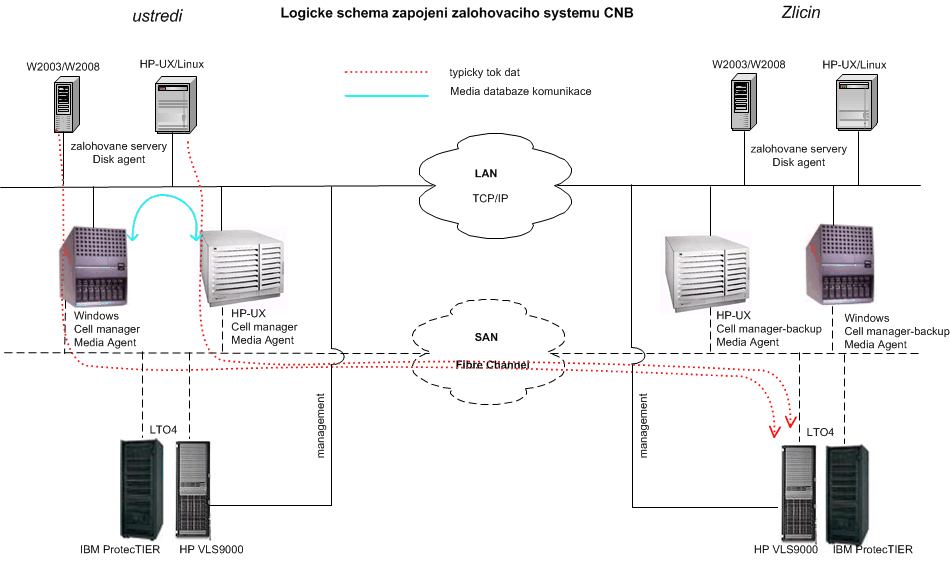 ustredi
Logicke schema zapojeni zalohovaciho systemu CNB
Zlicin
W2003/W2008
HP-UX/Linux
typicky tok dat
Media databaze komunikace
W2003/W2008
HP-UX/Linux
zalohovane servery
Disk agent
zalohovane servery
Disk agent
LAN
TCP/IP
Windows
Cell manager
Media Agent
HP-UX
Cell manager
Media Agent
SAN
Fibre Channel
HP-UX
Cell manager-backup
Media Agent
Windows
Cell manager-backup
Media Agent
LTO4
management
management
LTO4
IBM ProtecTIER
HP VLS9000
HP VLS9000
IBM ProtecTIER